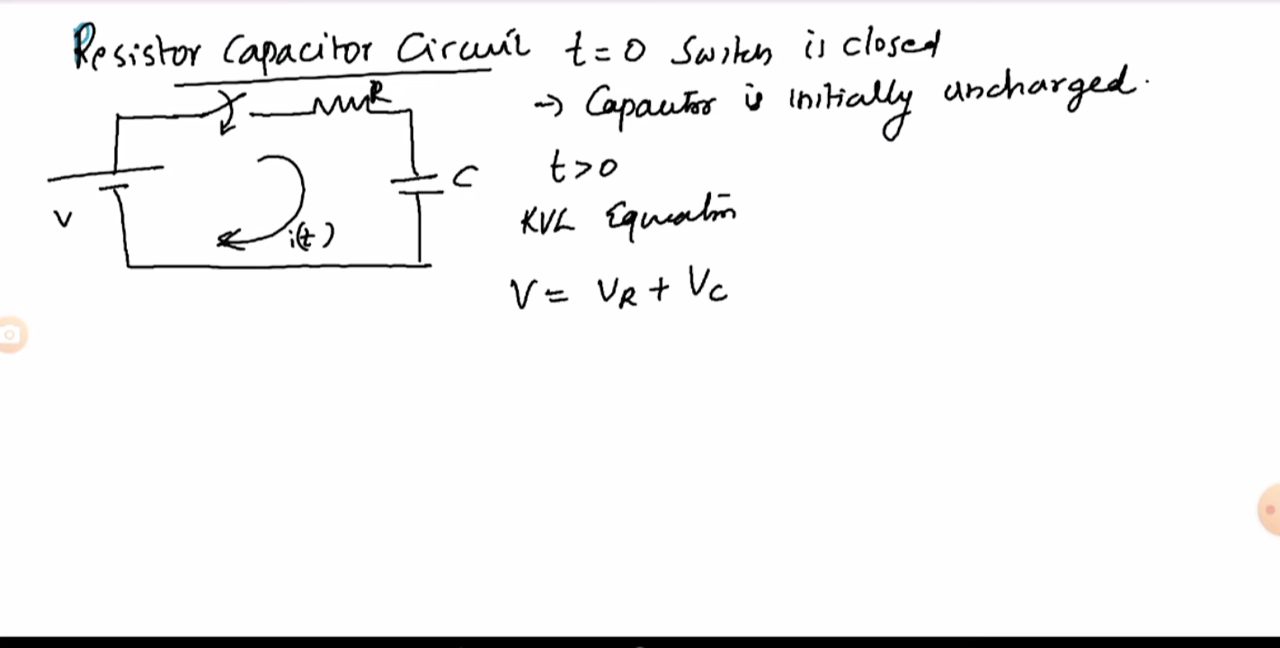 Resistor Capacitor Circuit t=0 Switch is closed
R → Capacitor is initially uncharged.
C t>0
V i(t) KVL Equation
V = VR + VC